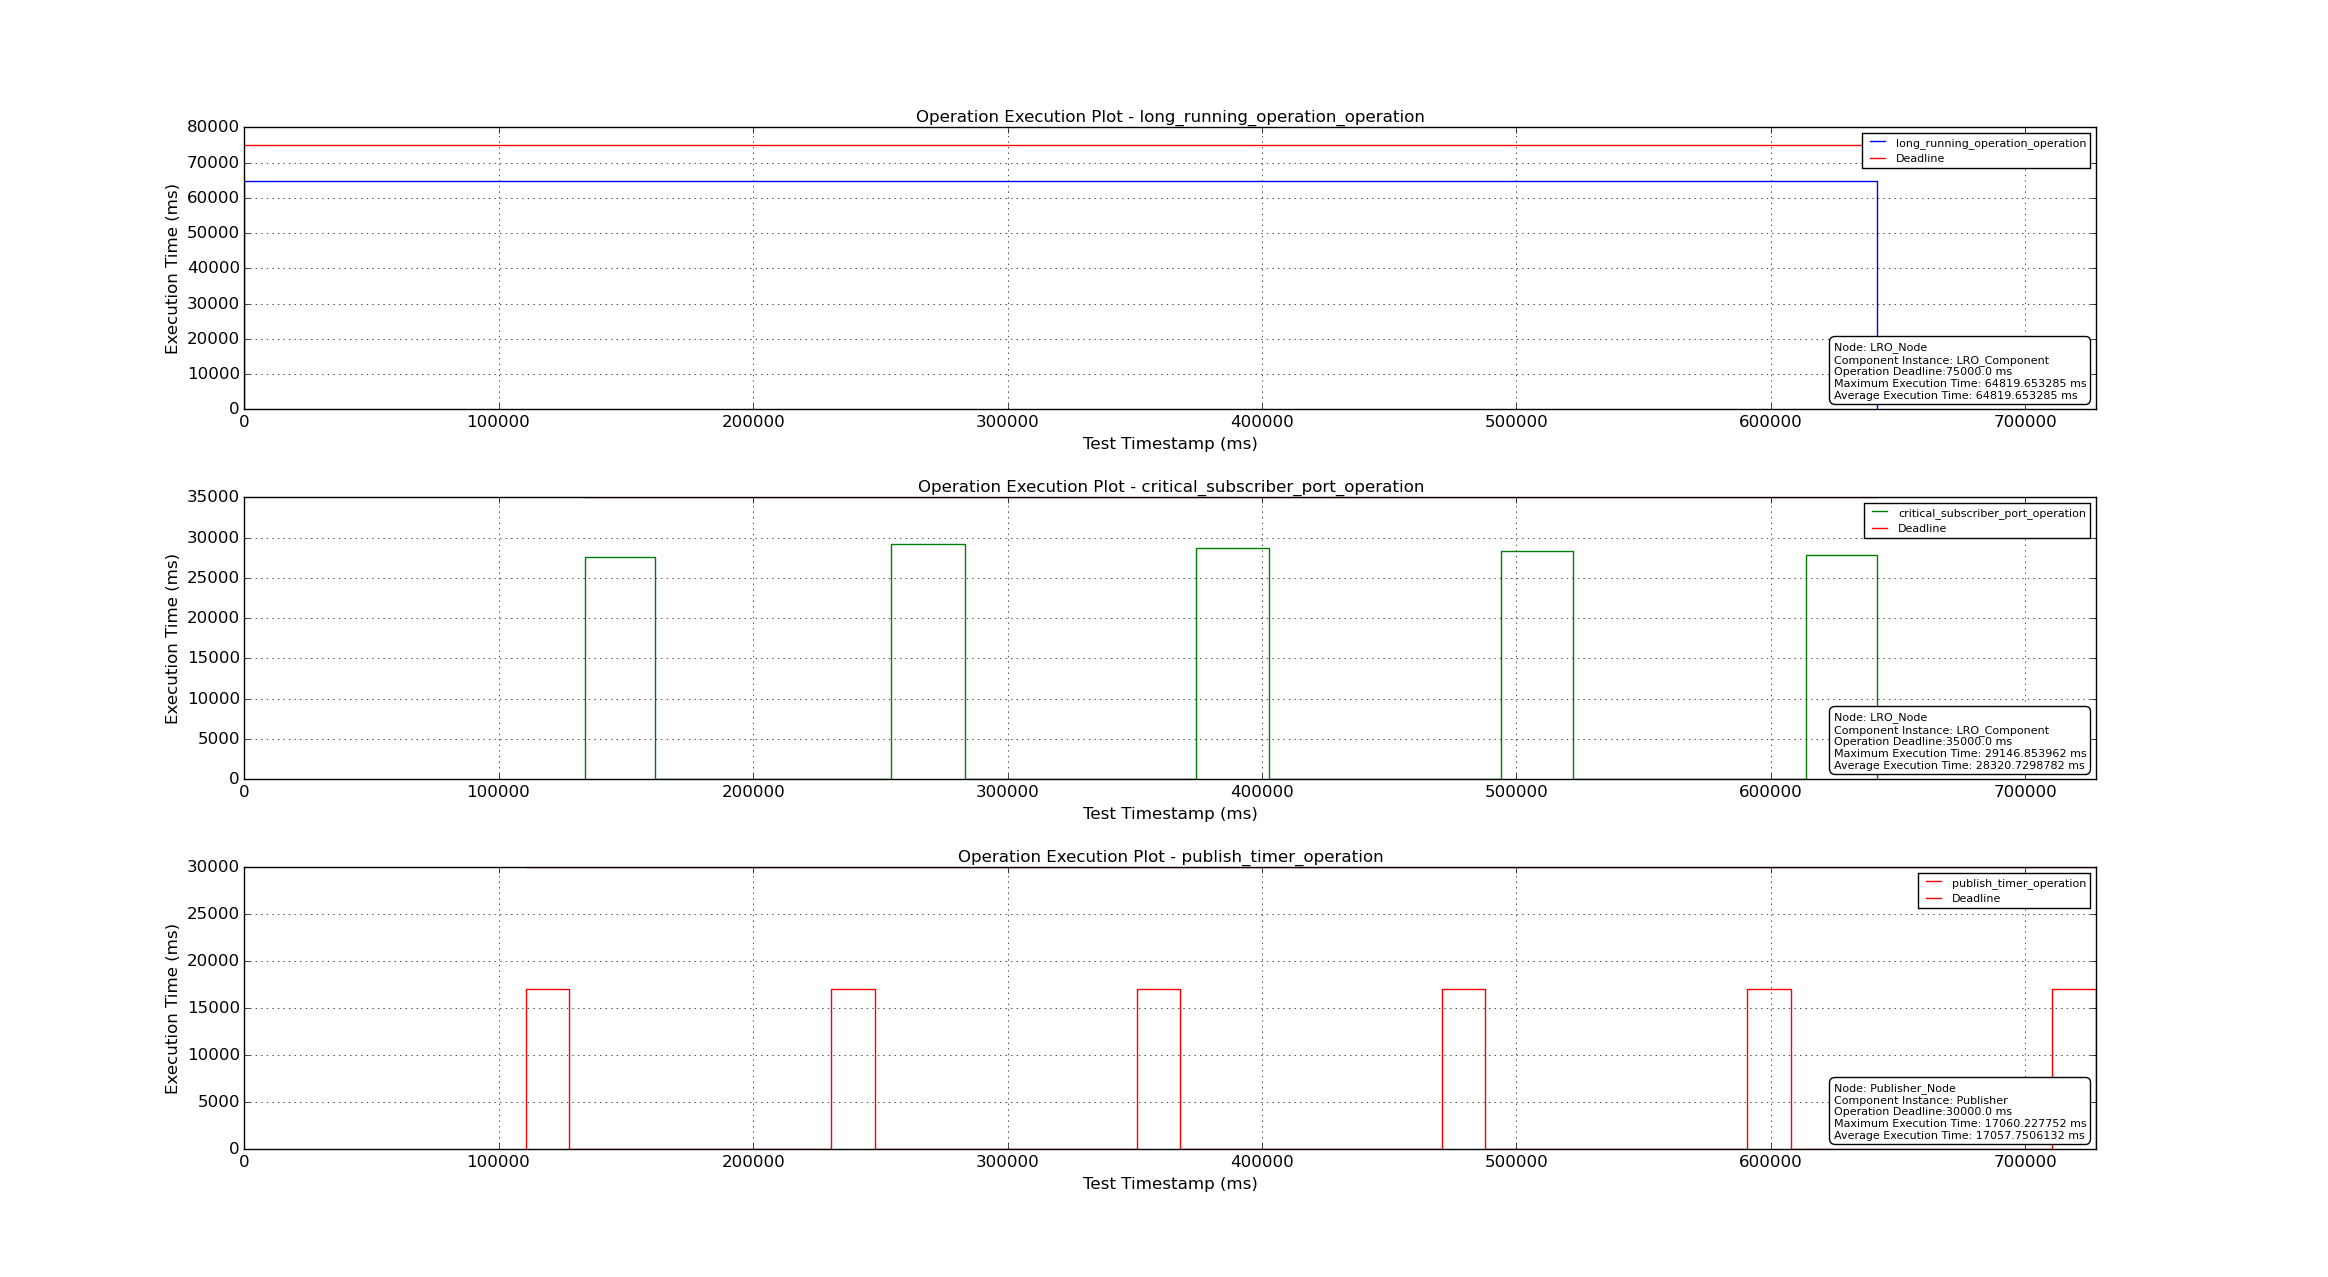 Operation Execution Plot - long_running_operation_operation
80000
70000
60000
50000
40000
30000
20000
10000
0
Execution Time (ms)
long_running_operation_operation
Deadline
Node: LRO_Node
Component Instance: LRO_Component
Operation Deadline:75000.0 ms
Maximum Execution Time: 64819.653285 ms
Average Execution Time: 64819.653285 ms
0 100000 200000 300000 400000 500000 600000 700000
Test Timestamp (ms)
Operation Execution Plot - critical_subscriber_port_operation
35000
30000
25000
20000
15000
10000
5000
0
Execution Time (ms)
critical_subscriber_port_operation
Deadline
Node: LRO_Node
Component Instance: LRO_Component
Operation Deadline:35000.0 ms
Maximum Execution Time: 29146.853962 ms
Average Execution Time: 28320.7298782 ms
0 100000 200000 300000 400000 500000 600000 700000
Test Timestamp (ms)
Operation Execution Plot - publish_timer_operation
30000
25000
20000
15000
10000
5000
0
Execution Time (ms)
publish_timer_operation
Deadline
Node: Publisher_Node
Component Instance: Publisher
Operation Deadline:30000.0 ms
Maximum Execution Time: 17060.227752 ms
Average Execution Time: 17057.7506132 ms
0 100000 200000 300000 400000 500000 600000 700000
Test Timestamp (ms)